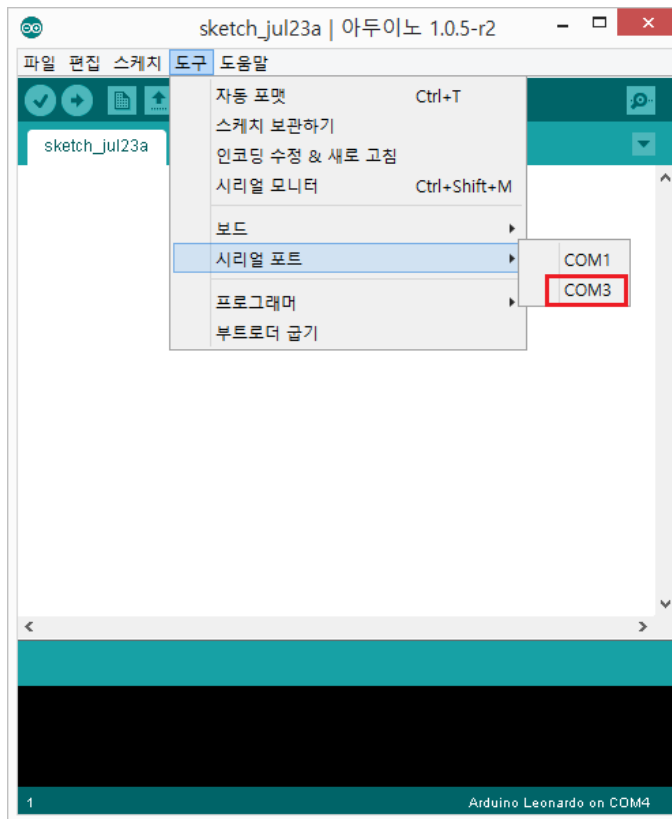 sketch_jul23a | 아두이노 1.0.5-r2
파일 편집 스케치 도구 도움말
sketch_jul23a
자동 포맷 Ctrl+T
스케치 보관하기
인코딩 수정 & 새로 고침
시리얼 모니터 Ctrl+Shift+M
보드
시리얼 포트
COM1
COM3
프로그래머
부트로더 굽기
1 Arduino Leonardo on COM4